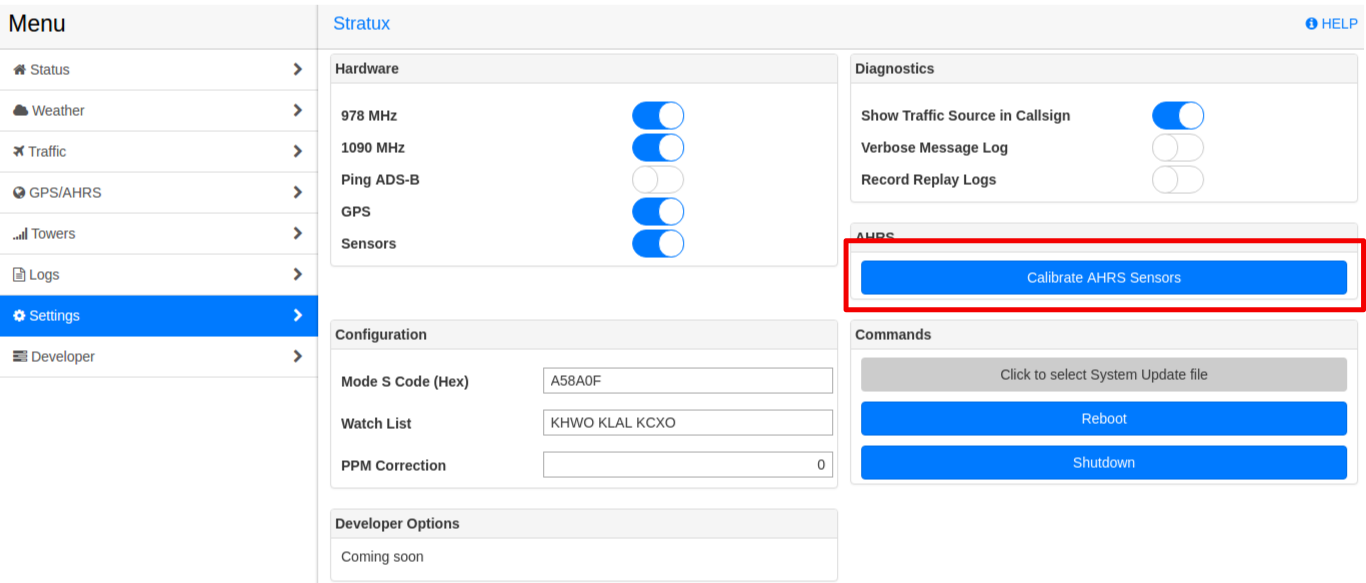 Menu
Stratux
HELP
Status
Weather
Traffic
GPS/AHRS
Towers
Logs
Settings
Developer
Hardware
978 MHz
1090 MHz
Ping ADS-B
GPS
Sensors
Diagnostics
Show Traffic Source in Callsign
Verbose Message Log
Record Replay Logs
AHRS
Calibrate AHRS Sensors
Configuration
Mode S Code (Hex) A58A0F
Watch List KHWO KLAL KCXO
PPM Correction 0
Commands
Click to select System Update file
Reboot
Shutdown
Developer Options
Coming soon